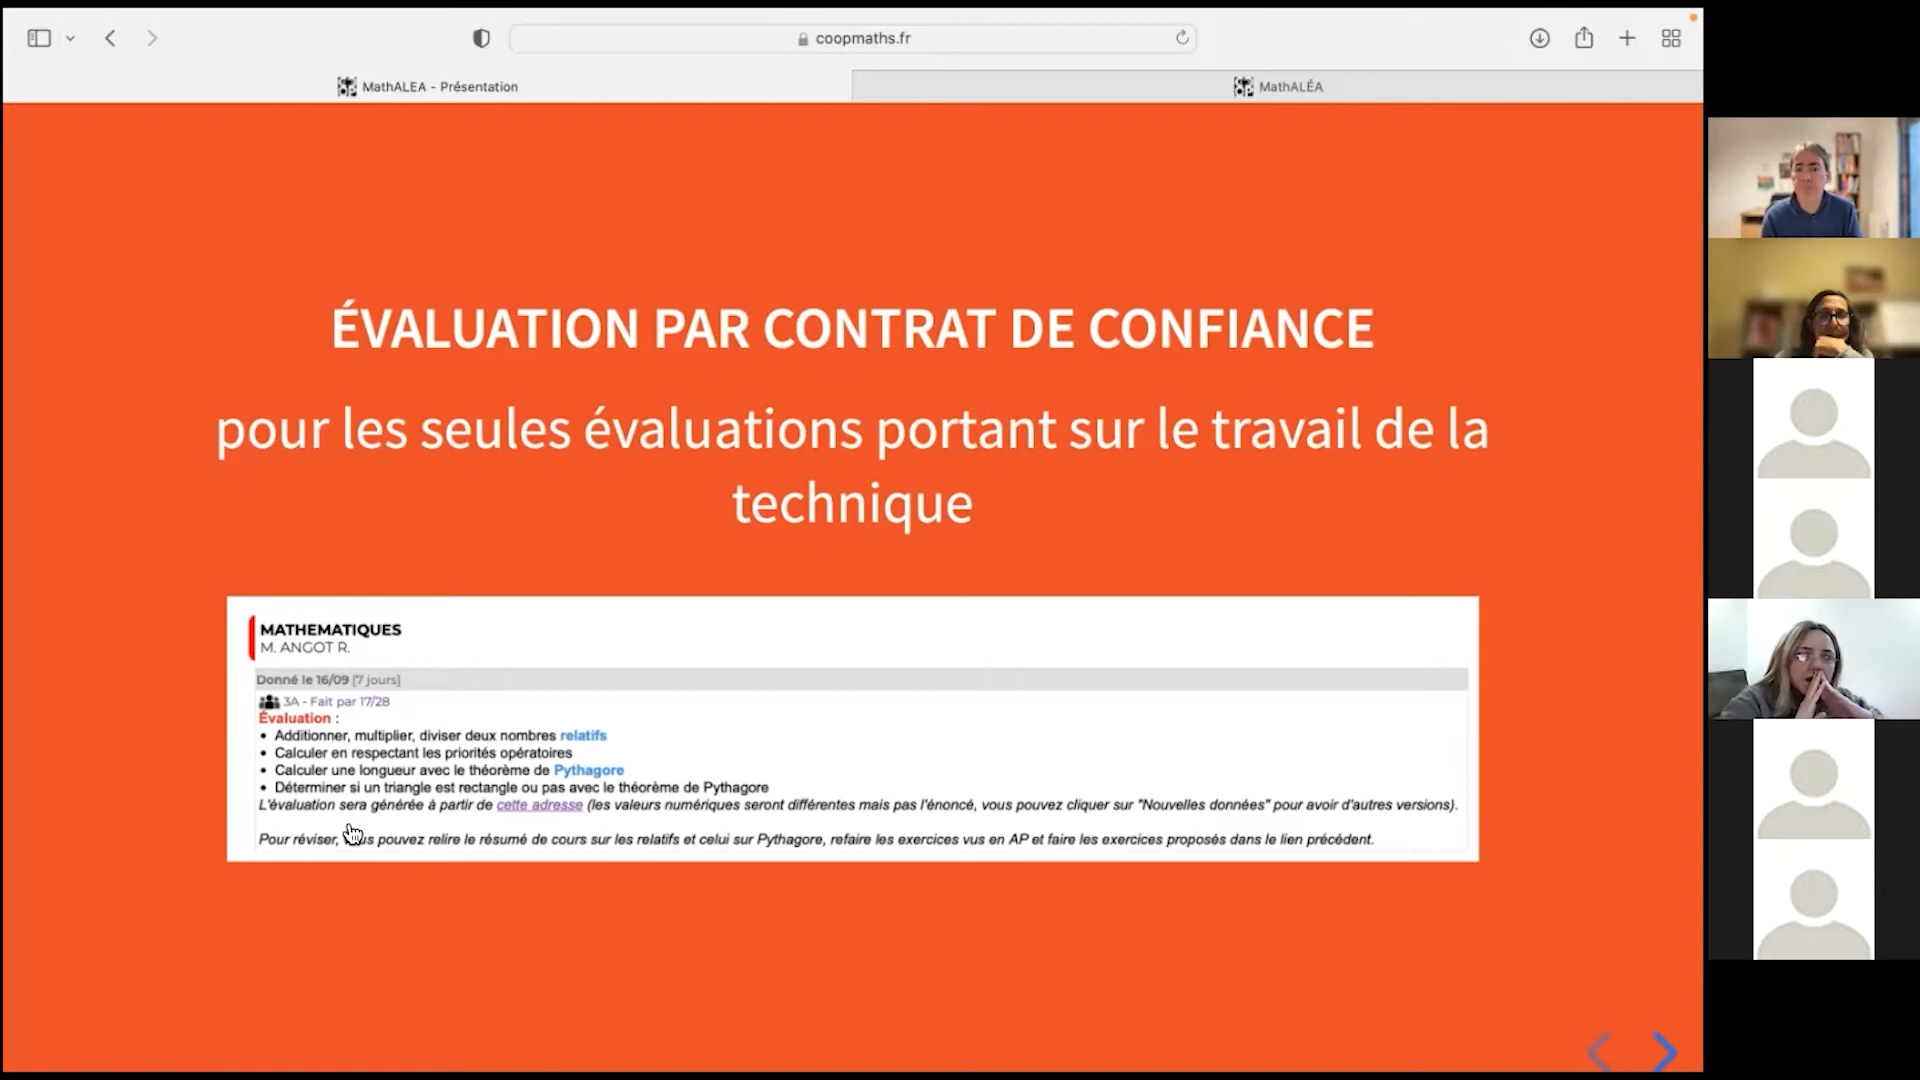 coopmaths.fr
MathALEA - Présentation
MathALÉA
ÉVALUATION PAR CONTRAT DE CONFIANCE
pour les seules évaluations portant sur le travail de la
technique
MATHEMATIQUES
M. ANGOT R.
Donné le 16/09 [7 jours]
3A - Fait par 17/28
Évaluation :
• Additionner, multiplier, diviser deux nombres relatifs
• Calculer en respectant les priorités opératoires
• Calculer une longueur avec le théorème de Pythagore
• Déterminer si un triangle est rectangle ou pas avec le théorème de Pythagore
L'évaluation sera générée à partir de cette adresse (les valeurs numériques seront différentes mais pas l'énoncé, vous pouvez cliquer sur "Nouvelles données" pour avoir d'autres versions).
Pour réviser, vous pouvez relire le résumé de cours sur les relatifs et celui sur Pythagore, refaire les exercices vus en AP et faire les exercices proposés dans le lien précédent.